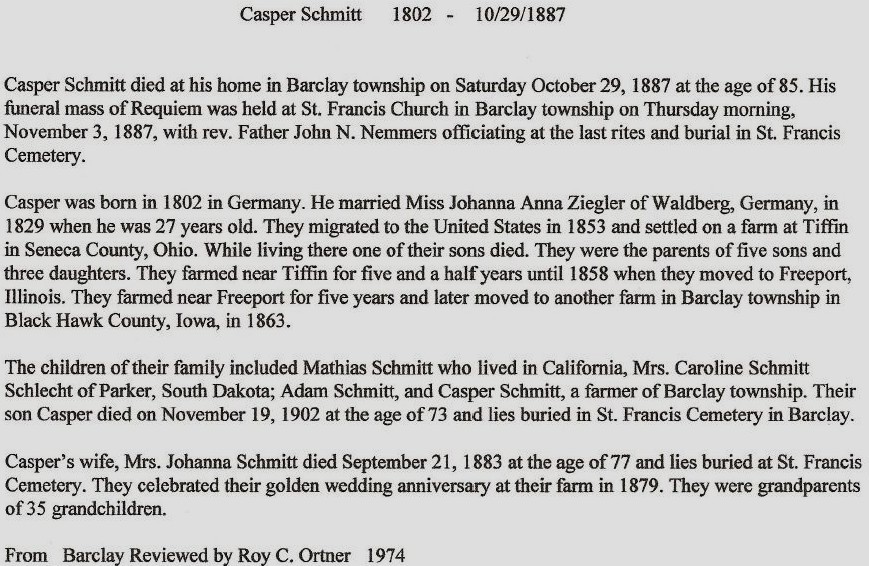 Casper Schmitt 1802 - 10/29/1887
Casper Schmitt died at his home in Barclay township on Saturday October 29, 1887 at the age of 85. His
funeral mass of Requiem was held at St. Francis Church in Barclay township on Thursday morning,
November 3, 1887, with rev. Father John N. Nemmers officiating at the last rites and burial in St. Francis
Cemetery.
Casper was born in 1802 in Germany. He married Miss Johanna Anna Ziegler of Waldberg, Germany, in
1829 when he was 27 years old. They migrated to the United States in 1853 and settled on a farm at Tiffin
in Seneca County, Ohio. While living there one of their sons died. They were the parents of five sons and
three daughters. They farmed near Tiffin for five and a half years until 1858 when they moved to Freeport,
Illinois. They farmed near Freeport for five years and later moved to another farm in Barclay township in
Black Hawk County, Iowa, in 1863.
The children of their family included Mathias Schmitt who lived in California, Mrs. Caroline Schmitt
Schlecht of Parker, South Dakota; Adam Schmitt, and Casper Schmitt, a farmer of Barclay township. Their
son Casper died on November 19, 1902 at the age of 73 and lies buried in St. Francis Cemetery in Barclay.
Casper's wife, Mrs. Johanna Schmitt died September 21, 1883 at the age of 77 and lies buried at St. Francis
Cemetery. They celebrated their golden wedding anniversary at their farm in 1879. They were grandparents
of 35 grandchildren.
From Barclay Reviewed by Roy C. Ortner 1974